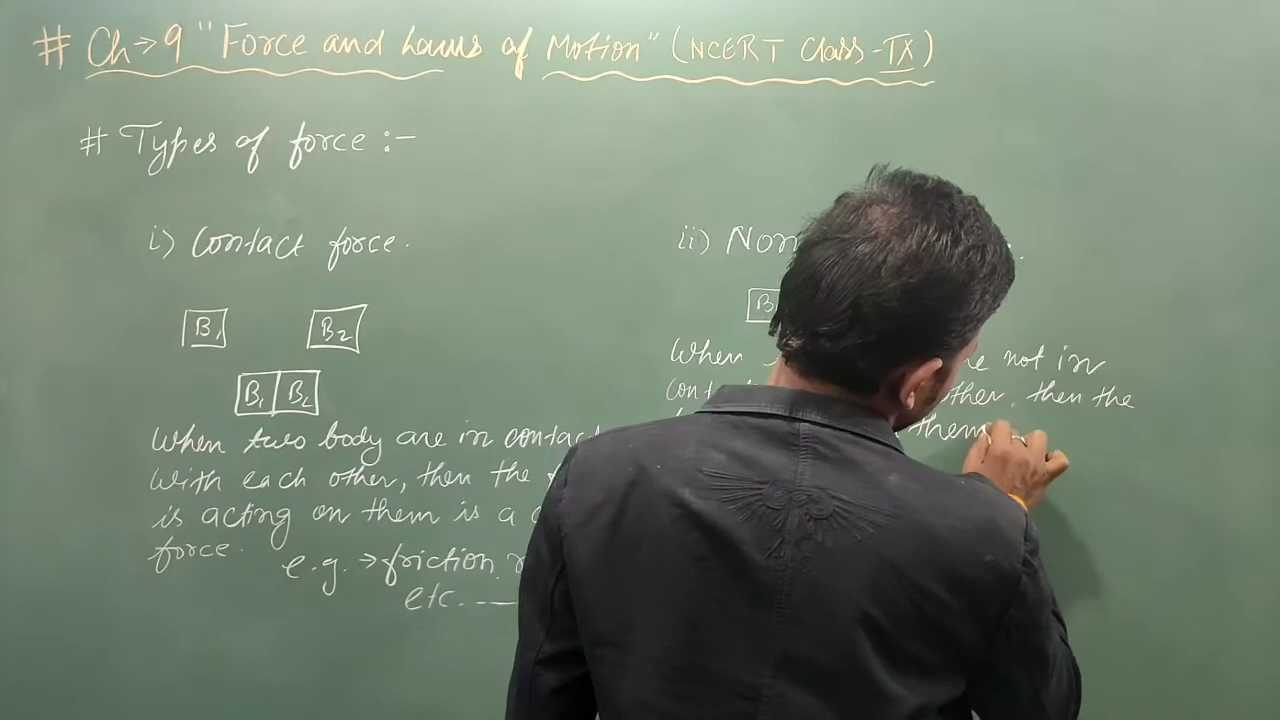 # Ch→9 "Force and Laws of Motion" (NCERT Class-IX)
# Types of force :-
i) Contact force.
B1 B2
B1 B2
When two body are in contact
With each other, then the
is acting on them is a
force.
e.g. → friction,
etc.----
ii) Non
B
When not in
other, then the
them